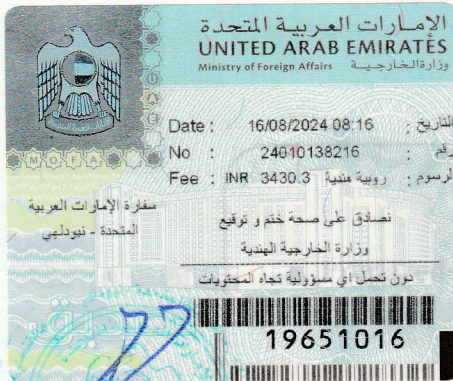 الإمارات العربية المتحدة
UNITED ARAB EMIRATES
Ministry of Foreign Affairs وزارة الخارجية
Date : 16/08/2024 08:16 التاريخ :
No : 24010138216 رقم :
Fee : INR 3430.3 روبية هندية الرسوم :
سفارة الإمارات العربية
المتحدة - نيودلهي
نصادق على صحة ختم و توقيع
وزارة الخارجية الهندية
دون تحمل اي مسؤولية تجاه المحتويات
19651016
MOFA